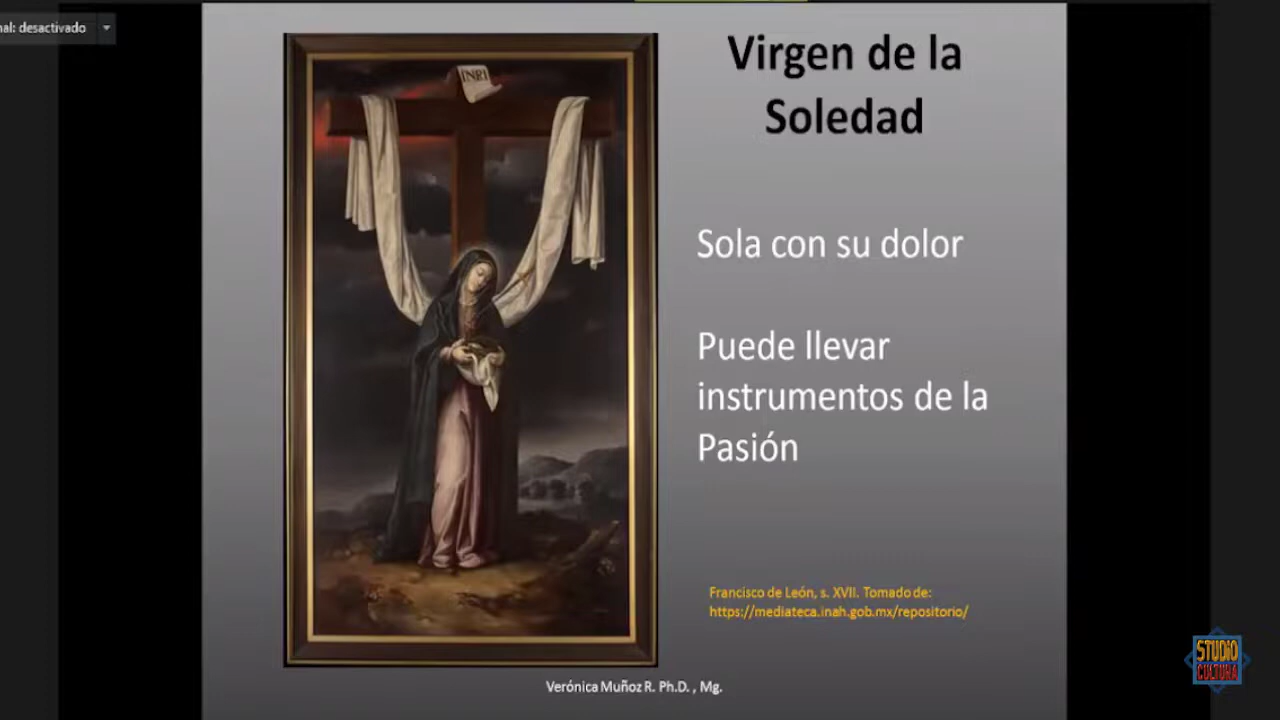 nal: desactivado
Virgen de la
Soledad
INRI
Sola con su dolor
Puede llevar
instrumentos de la
Pasión
Francisco de León, s. XVII. Tomado de:
https://mediateca.inah.gob.mx/repositorio/
Verónica Muñoz R. Ph.D. , Mg.
STUDIO
CULTURA